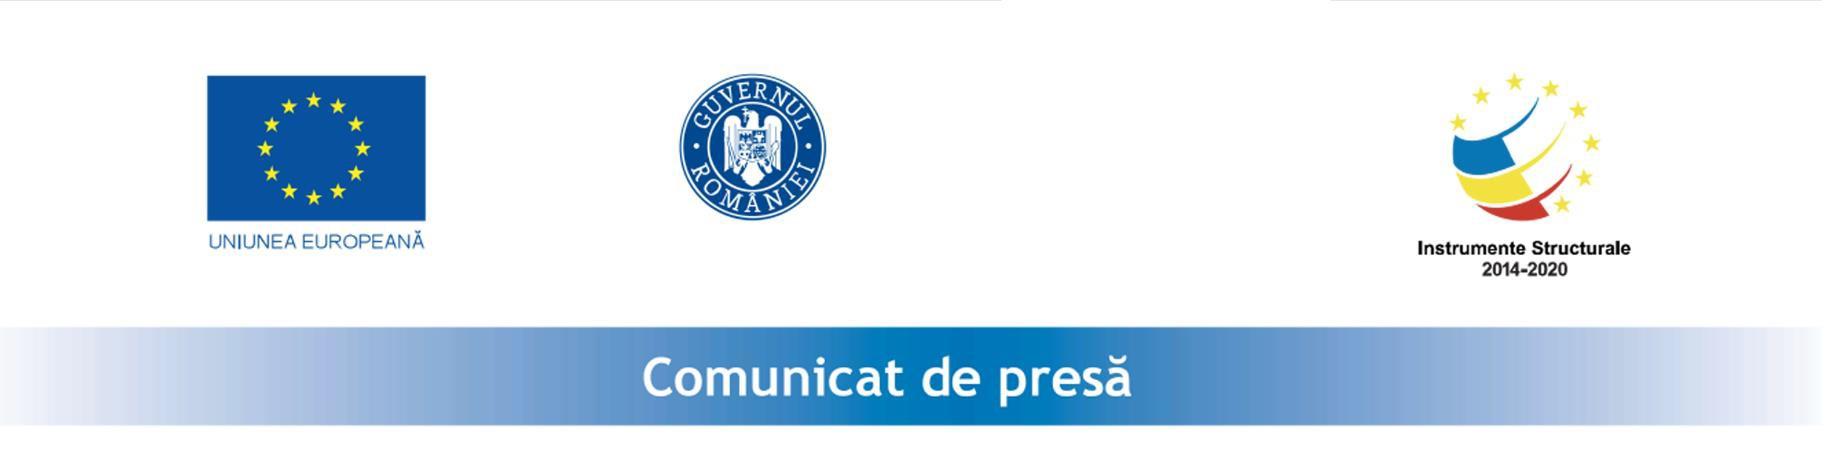 GUVERNUL
ROMÂNIEI
UNIUNEA EUROPEANĂ
Instrumente Structurale
2014-2020
Comunicat de presă